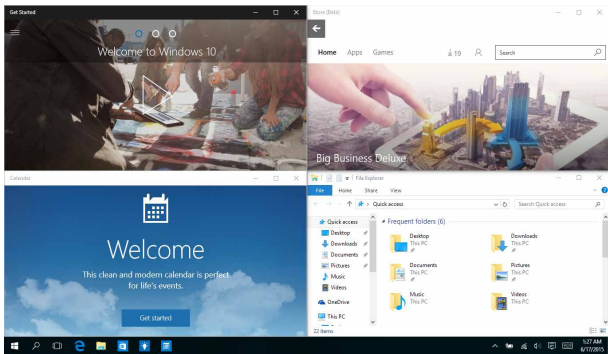 Get Started
Welcome to Windows 10
Store (Beta)
Home Apps Games
19
Search
Big Business Deluxe
Calendar
Welcome
This clean and modern calendar is perfect
for life's events.
Get started
File Explorer
File Home Share View
Quick access
Search Quick access
Quick access
Desktop
Downloads
Documents
Pictures
Music
Videos
OneDrive
This PC
22 items
Frequent folders (6)
Desktop
This PC
Downloads
This PC
Documents
This PC
Pictures
This PC
Music
This PC
Videos
This PC
5:27 AM
6/17/2015